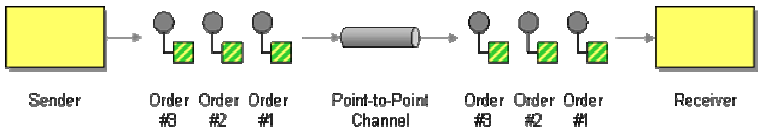 Sender
Order Order Order
#3 #2 #1
Point-to-Point
Channel
Order Order Order
#3 #2 #1
Receiver